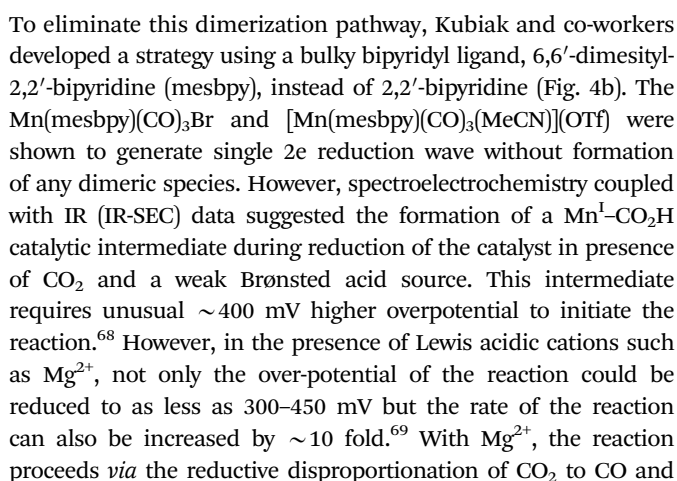 To eliminate this dimerization pathway, Kubiak and co-workers
developed a strategy using a bulky bipyridyl ligand, 6,6′-dimesityl-
2,2′-bipyridine (mesbpy), instead of 2,2′-bipyridine (Fig. 4b). The
Mn(mesbpy)(CO)₃Br and [Mn(mesbpy)(CO)₃(MeCN)](OTf) were
shown to generate single 2e reduction wave without formation
of any dimeric species. However, spectroelectrochemistry coupled
with IR (IR-SEC) data suggested the formation of a Mnᴵ–CO₂H
catalytic intermediate during reduction of the catalyst in presence
of CO₂ and a weak Brønsted acid source. This intermediate
requires unusual ∼400 mV higher overpotential to initiate the
reaction.⁶⁸ However, in the presence of Lewis acidic cations such
as Mg²⁺, not only the over-potential of the reaction could be
reduced to as less as 300–450 mV but the rate of the reaction
can also be increased by ∼10 fold.⁶⁹ With Mg²⁺, the reaction
proceeds via the reductive disproportionation of CO₂ to CO and